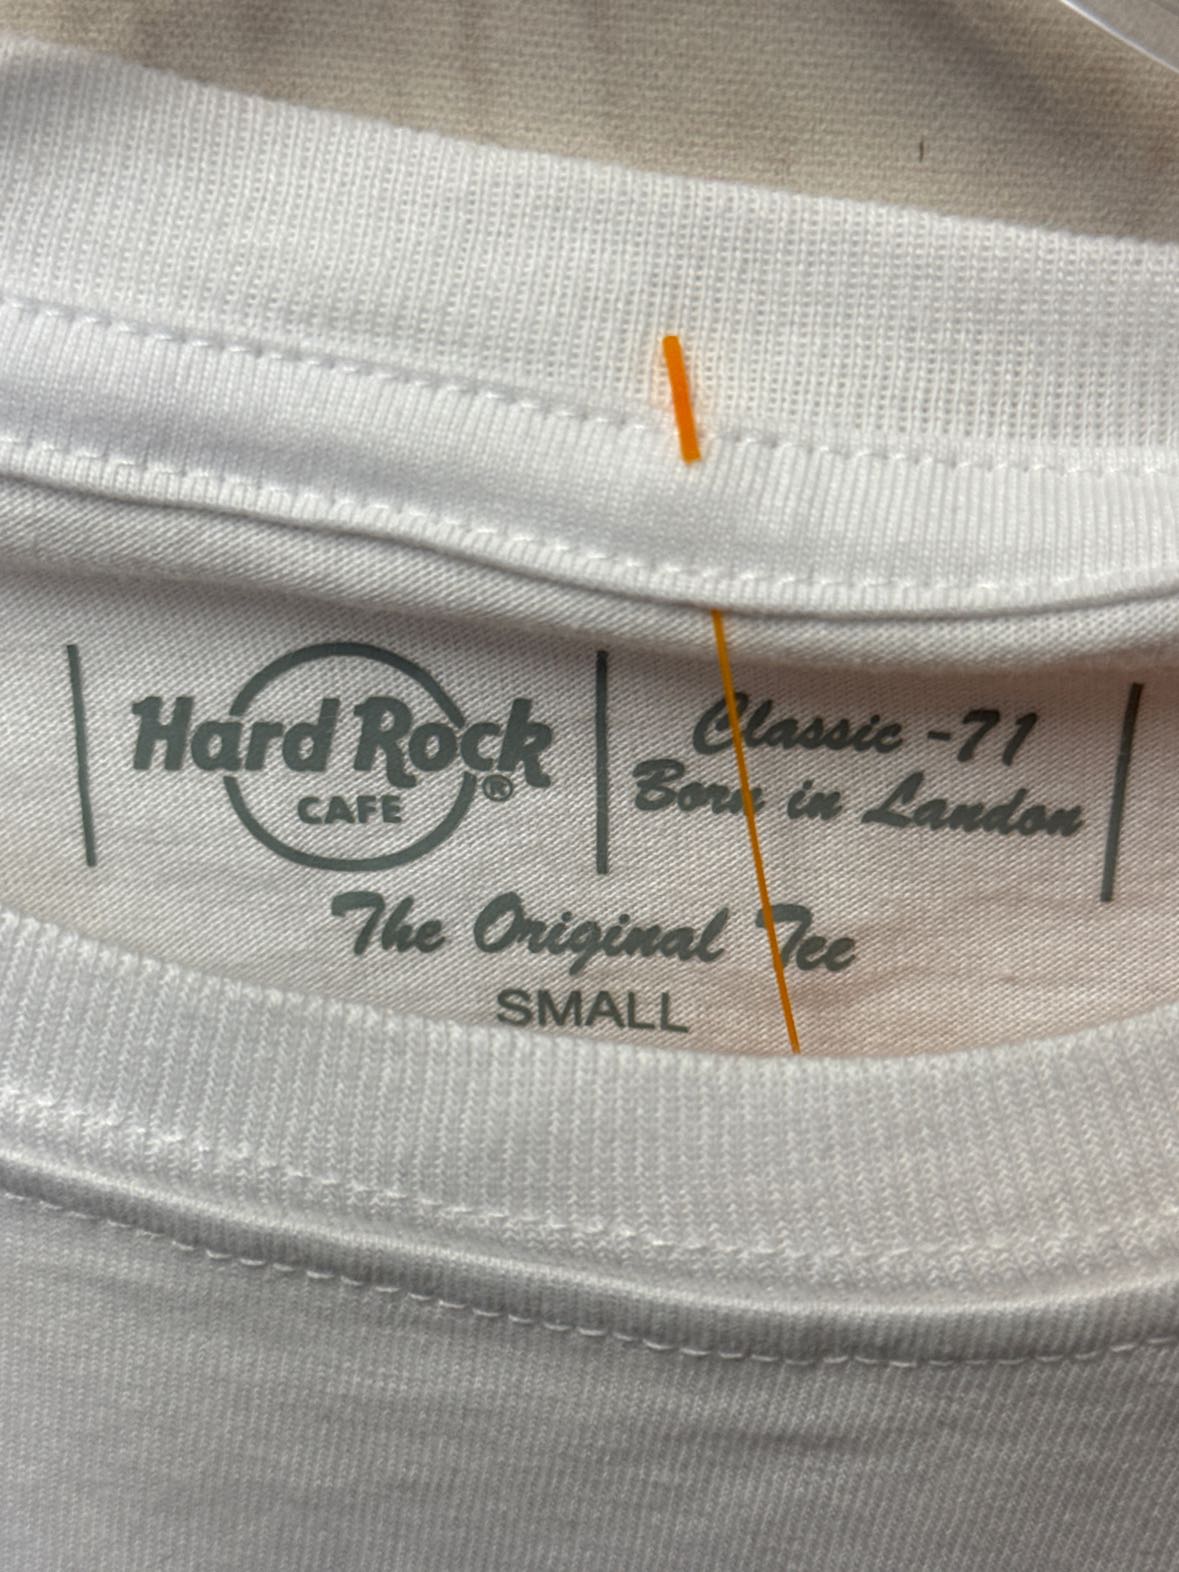 Hard Rock®
CAFE
Classic -71
Born in London
The Original Tee
SMALL